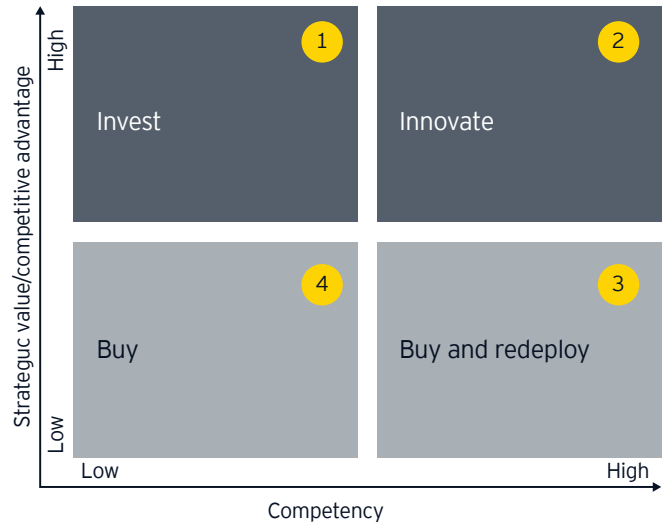 Strateguc value/competitive advantage
High
Low
1
Invest
2
Innovate
4
Buy
3
Buy and redeploy
Low
High
Competency